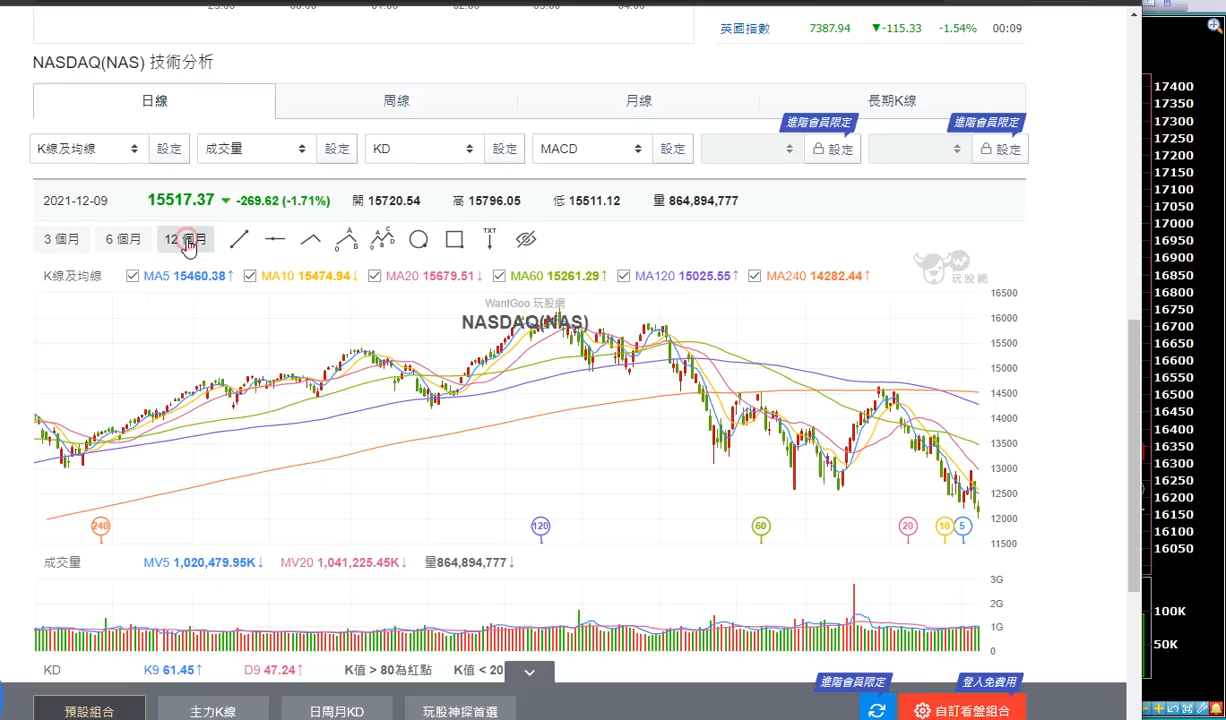 英國指數 7387.94 ▼-115.33 -1.54% 00:09
NASDAQ(NAS) 技術分析
日線 周線 月線 長期K線
進階會員限定 進階會員限定
K線及均線 設定 成交量 設定 KD 設定 MACD 設定 設定 設定
2021-12-09 15517.37 ▼ -269.62 (-1.71%) 開 15720.54 高 15796.05 低 15511.12 量 864,894,777
3 個月 6 個月 12 個月 A B A B C TXT
K線及均線 MA5 15460.38↑ MA10 15474.94↓ MA20 15679.51↓ MA60 15261.29↑ MA120 15025.55↑ MA240 14282.44↑
玩股網
WantGoo 玩股網
NASDAQ(NAS)
16500
16000
15500
15000
14500
14000
13500
13000
12500
12000
11500
240 120 60 20 10 5
成交量 MV5 1,020,479.95K↓ MV20 1,041,225.45K↓ 量864,894,777↓
3G
2G
1G
0
KD K9 61.45↑ D9 47.24↑ K值 > 80為紅點 K值 < 20
進階會員限定 登入免費用
預設組合 主力K線 日周月KD 玩股神探首選 自訂看盤組合
17400
17350
17300
17250
17200
17150
17100
17050
17000
16950
16900
16850
16800
16750
16700
16650
16600
16550
16500
16450
16400
16350
16300
16250
16200
16150
16100
16050
100K
50K